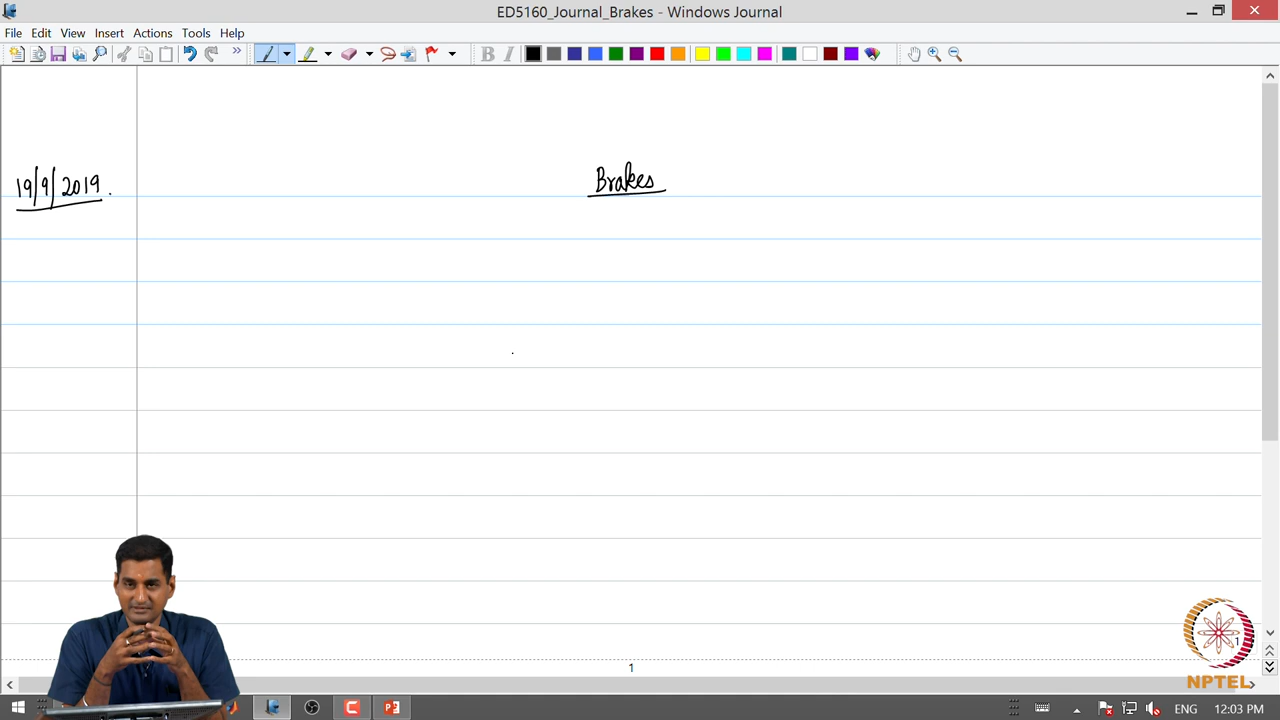 ED5160_Journal_Brakes - Windows Journal
File Edit View Insert Actions Tools Help
B I
19/9/2019.
Brakes
1
1
NPTEL
ENG 12:03 PM